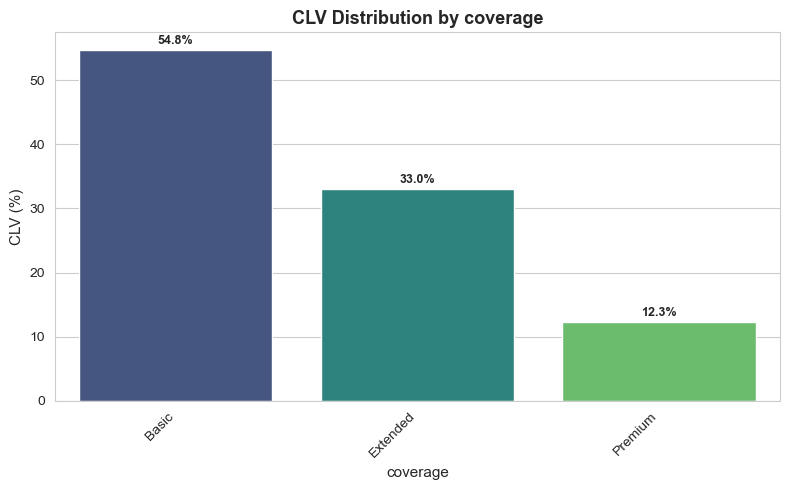 CLV Distribution by coverage
54.8%
33.0%
12.3%
CLV (%)
50
40
30
20
10
0
Basic
Extended
Premium
coverage